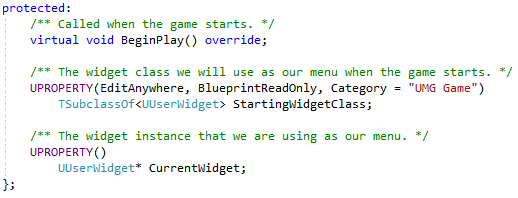 protected:
/** Called when the game starts. */
virtual void BeginPlay() override;
/** The widget class we will use as our menu when the game starts. */
UPROPERTY(EditAnywhere, BlueprintReadOnly, Category = "UMG Game")
TSubclassOf<UUserWidget> StartingWidgetClass;
/** The widget instance that we are using as our menu. */
UPROPERTY()
UUserWidget* CurrentWidget;
};